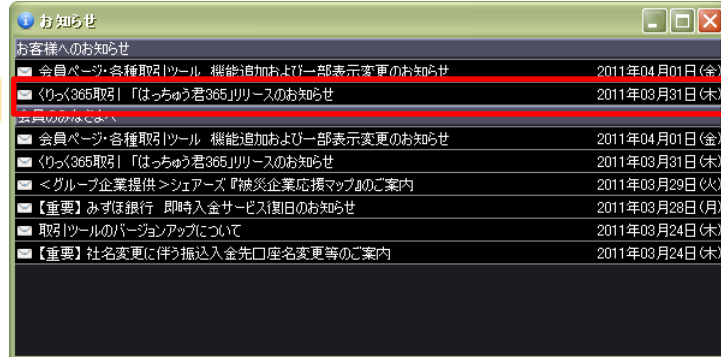 お知らせ
お客様へのお知らせ
会員ページ・各種取引ツール 機能追加および一部表示変更のお知らせ 2011年04月01日(金)
くりっく365取引 「はっちゅう君365」リリースのお知らせ 2011年03月31日(木)
会員のみなさまへ
会員ページ・各種取引ツール 機能追加および一部表示変更のお知らせ 2011年04月01日(金)
くりっく365取引 「はっちゅう君365」リリースのお知らせ 2011年03月31日(木)
＜グループ企業提供＞シェアーズ『被災企業応援マップ』のご案内 2011年03月29日(火)
【重要】みずほ銀行 即時入金サービス復旧のお知らせ 2011年03月28日(月)
取引ツールのバージョンアップについて 2011年03月24日(木)
【重要】社名変更に伴う振込入金先口座名変更等のご案内 2011年03月24日(木)